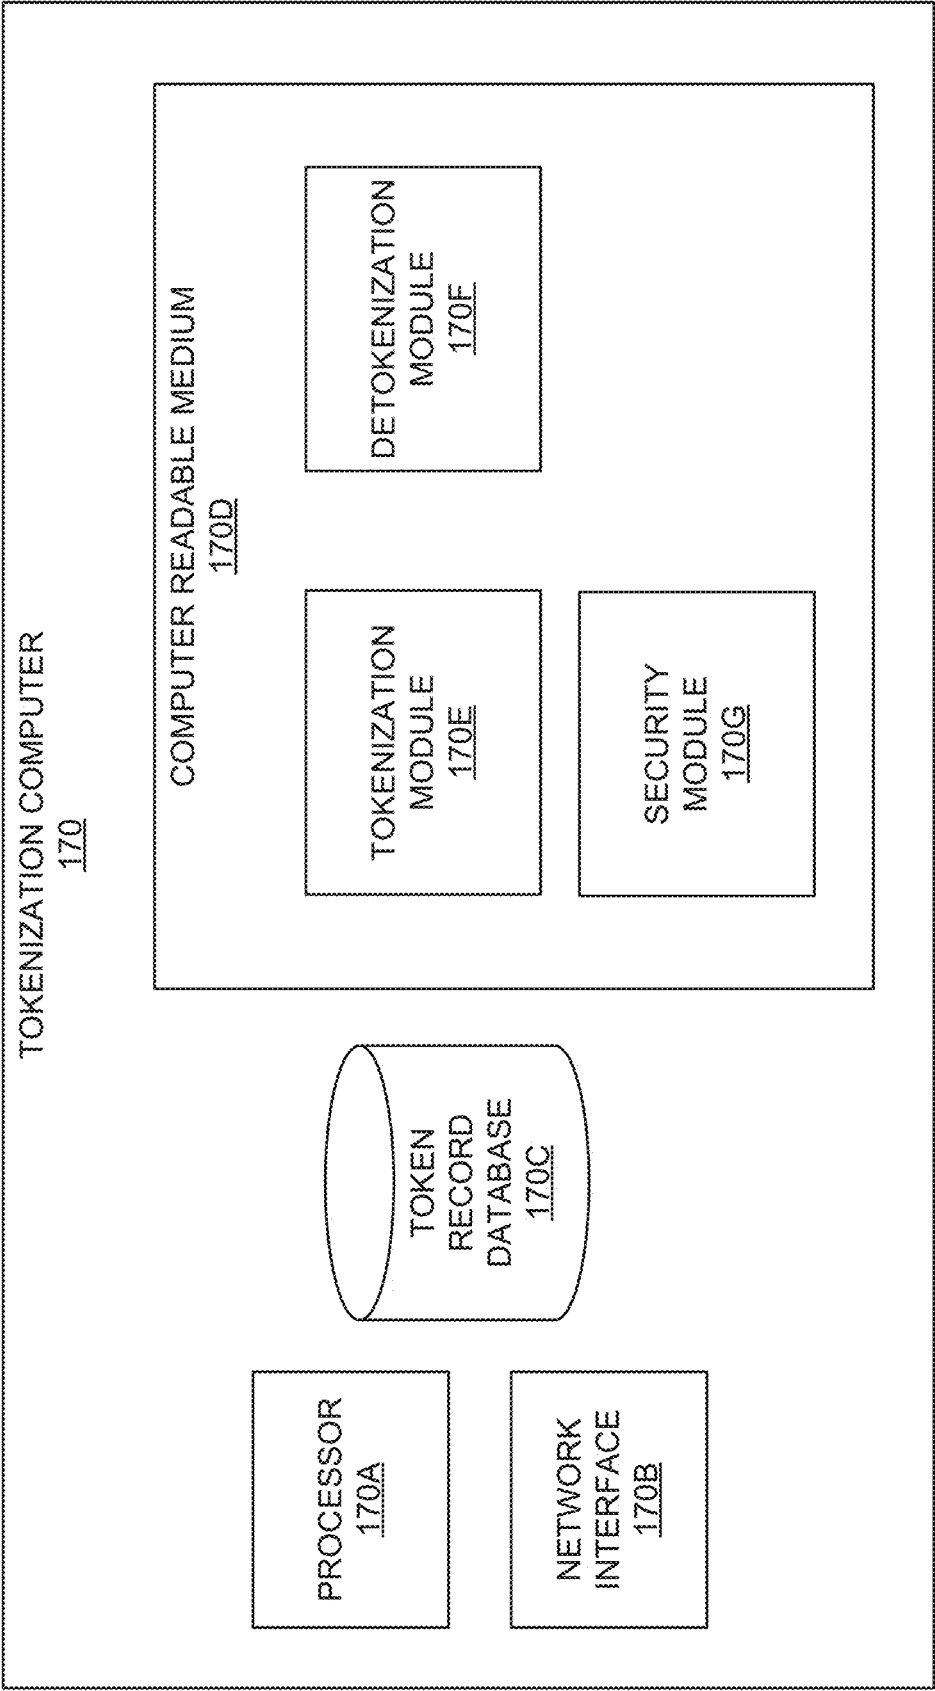 TOKENIZATION COMPUTER
170
PROCESSOR
170A
NETWORK
INTERFACE
170B
TOKEN
RECORD
DATABASE
170C
COMPUTER READABLE MEDIUM
170D
TOKENIZATION
MODULE
170E
DETOKENIZATION
MODULE
170F
SECURITY
MODULE
170G